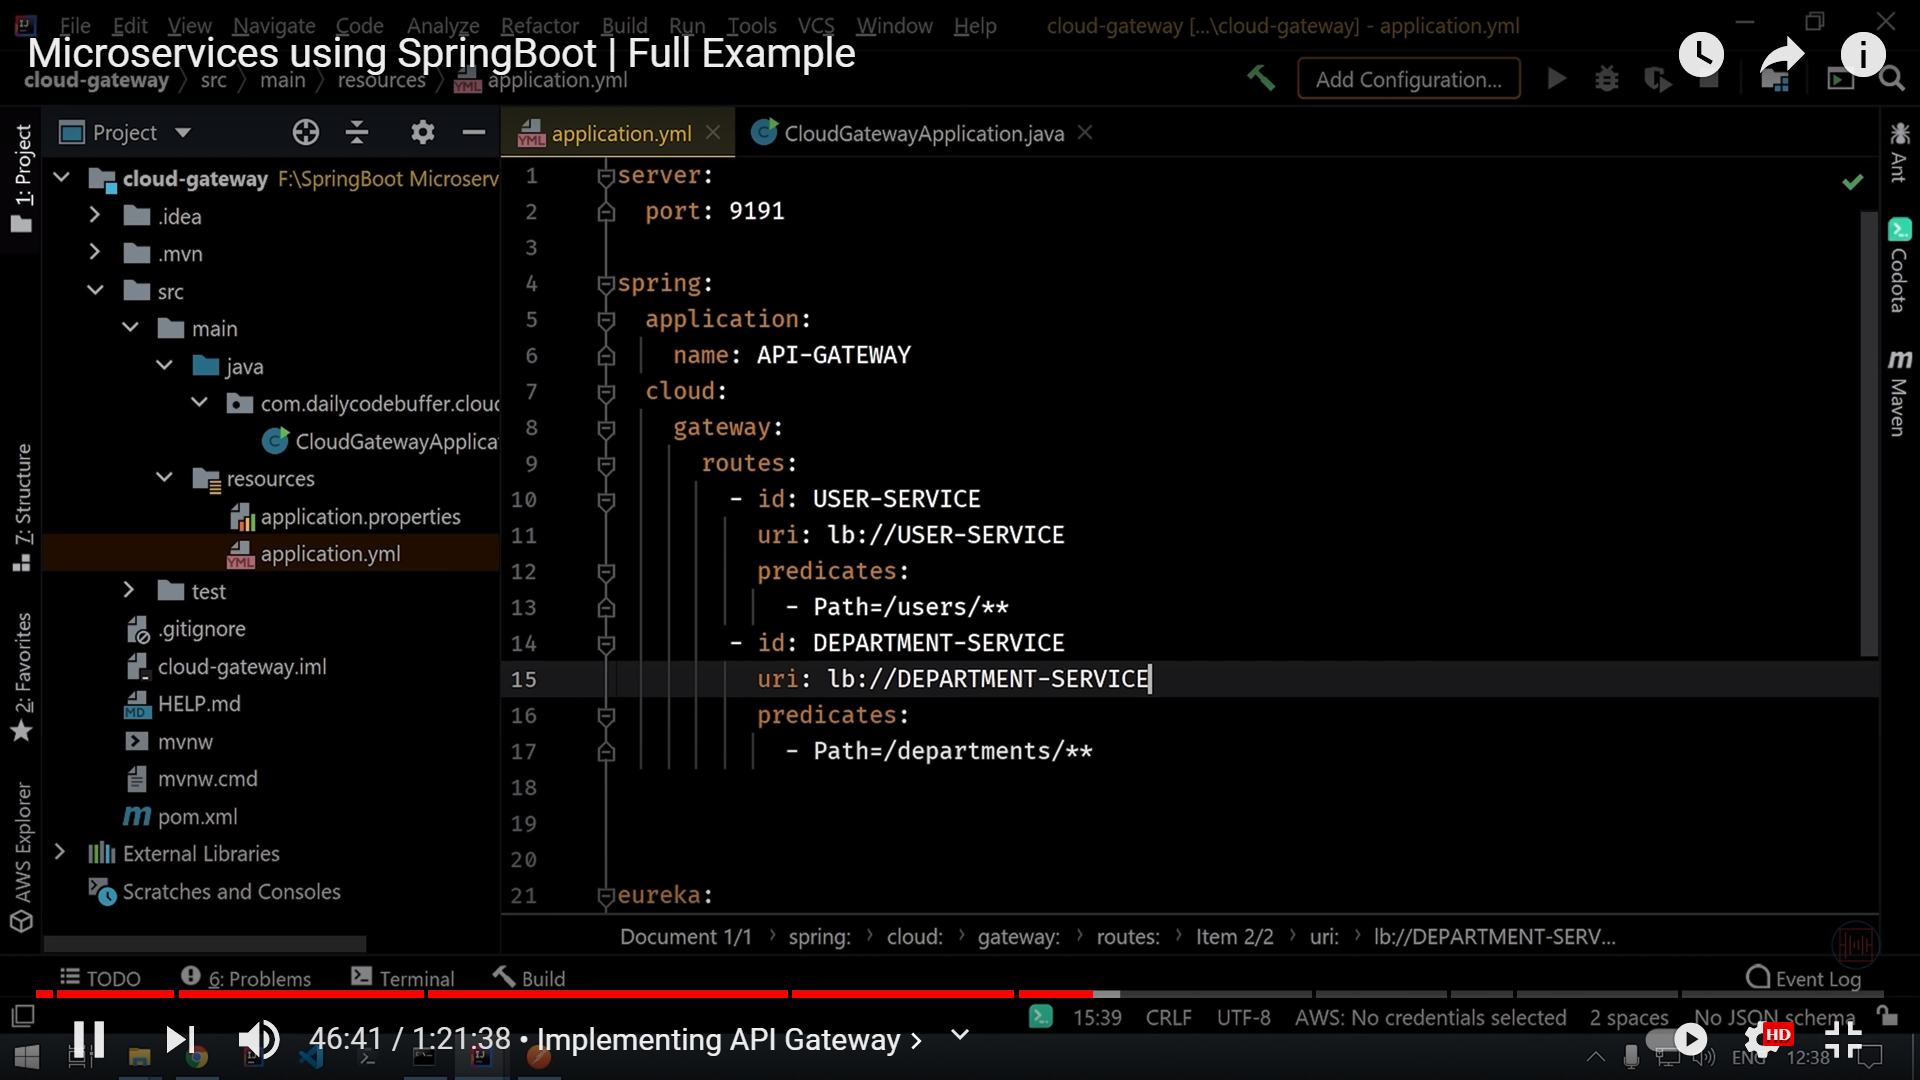 File Edit View Navigate Code Analyze Refactor Build Run Tools VCS Window Help cloud-gateway [...\cloud-gateway] - application.yml
Microservices using SpringBoot | Full Example
cloud-gateway src main resources application.yml
Add Configuration...
1: Project
7: Structure
2: Favorites
AWS Explorer
Project
cloud-gateway F:\SpringBoot Microserv
.idea
.mvn
src
main
java
com.dailycodebuffer.cloud
CloudGatewayApplica
resources
application.properties
application.yml
test
.gitignore
cloud-gateway.iml
HELP.md
mvnw
mvnw.cmd
pom.xml
External Libraries
Scratches and Consoles
application.yml CloudGatewayApplication.java
1 server:
2 port: 9191
3
4 spring:
5 application:
6 name: API-GATEWAY
7 cloud:
8 gateway:
9 routes:
10 - id: USER-SERVICE
11 uri: lb://USER-SERVICE
12 predicates:
13 - Path=/users/**
14 - id: DEPARTMENT-SERVICE
15 uri: lb://DEPARTMENT-SERVICE
16 predicates:
17 - Path=/departments/**
18
19
20
21 eureka:
Ant
Codota
Maven
Document 1/1 spring: cloud: gateway: routes: Item 2/2 uri: lb://DEPARTMENT-SERV...
TODO 6: Problems Terminal Build Event Log
15:39 CRLF UTF-8 AWS: No credentials selected 2 spaces No JSON schema
46:41 / 1:21:38 • Implementing API Gateway
HD
ENG 12:38